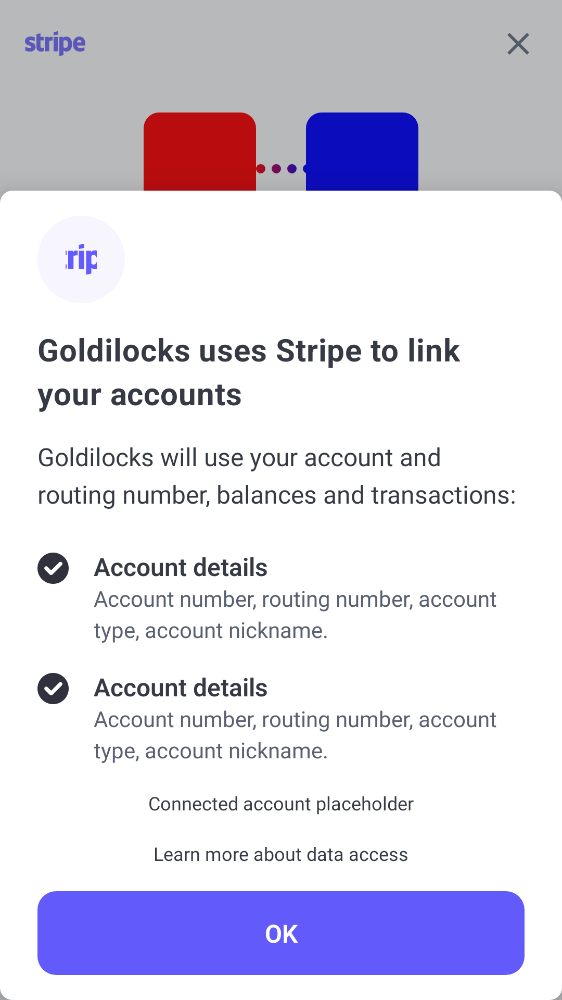 stripe
rip
Goldilocks uses Stripe to link
your accounts
Goldilocks will use your account and
routing number, balances and transactions:
Account details
Account number, routing number, account
type, account nickname.
Account details
Account number, routing number, account
type, account nickname.
Connected account placeholder
Learn more about data access
OK